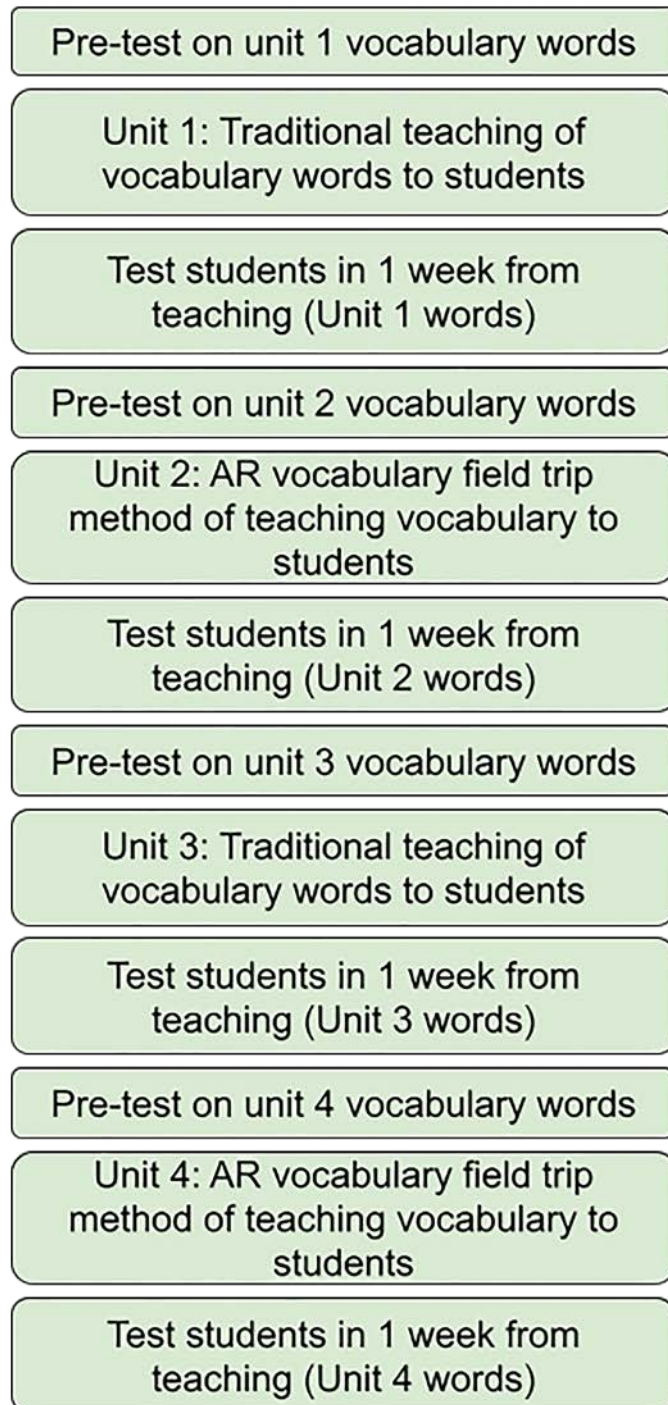 Pre-test on unit 1 vocabulary words
Unit 1: Traditional teaching of
vocabulary words to students
Test students in 1 week from
teaching (Unit 1 words)
Pre-test on unit 2 vocabulary words
Unit 2: AR vocabulary field trip
method of teaching vocabulary to
students
Test students in 1 week from
teaching (Unit 2 words)
Pre-test on unit 3 vocabulary words
Unit 3: Traditional teaching of
vocabulary words to students
Test students in 1 week from
teaching (Unit 3 words)
Pre-test on unit 4 vocabulary words
Unit 4: AR vocabulary field trip
method of teaching vocabulary to
students
Test students in 1 week from
teaching (Unit 4 words)